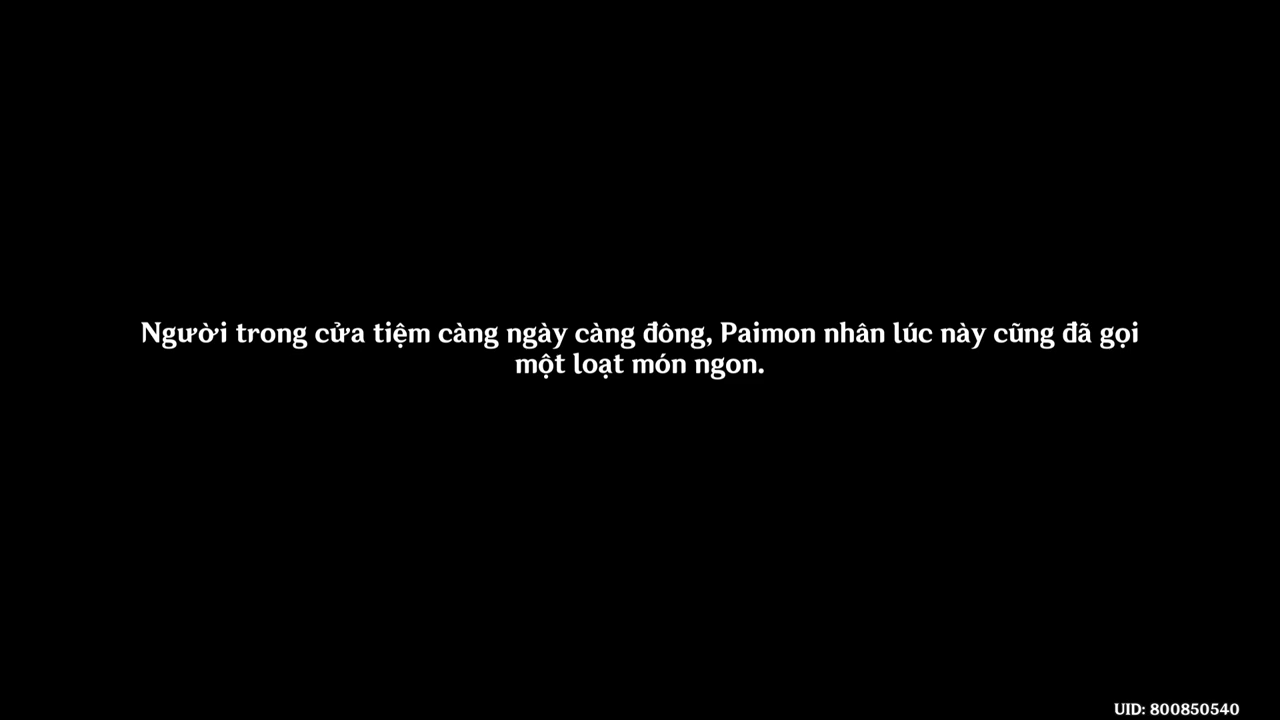 Người trong cửa tiệm càng ngày càng đông, Paimon nhân lúc này cũng đã gọi
một loạt món ngon.
UID: 800850540